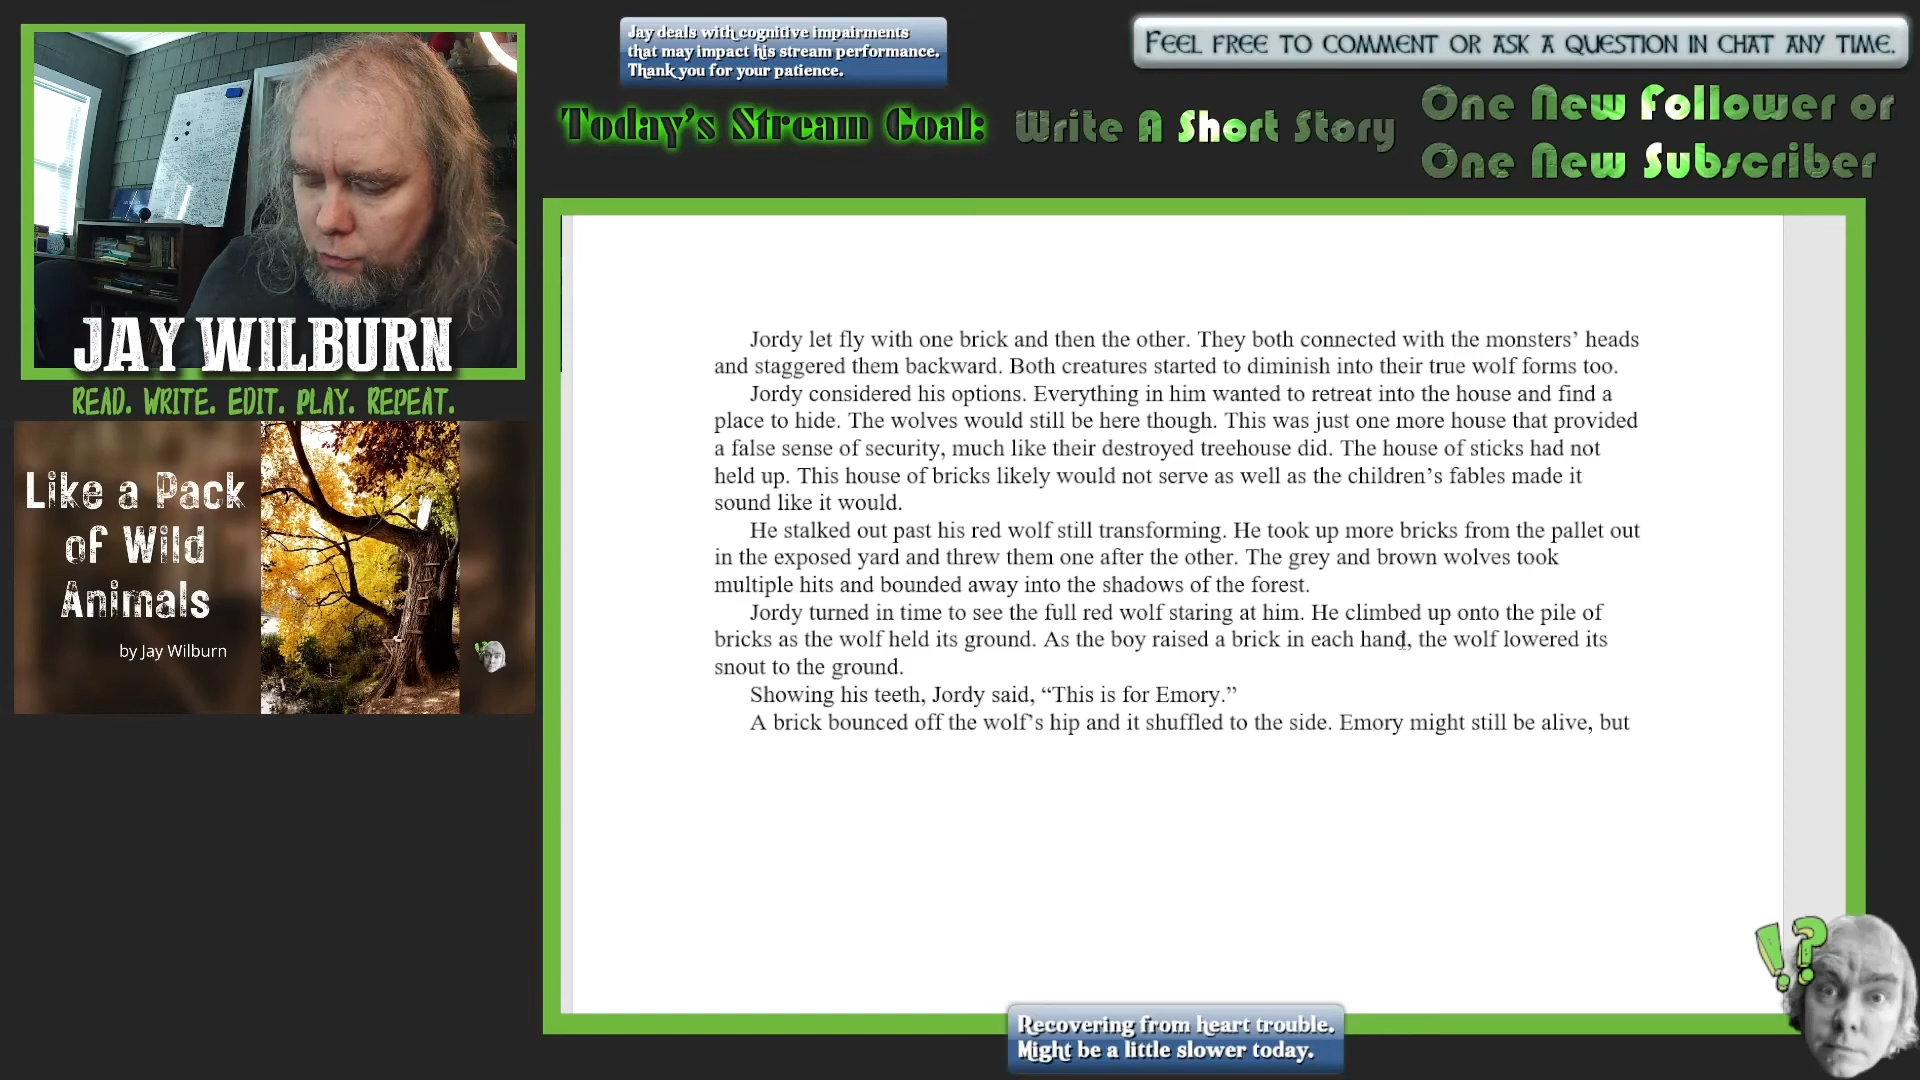 Jay deals with cognitive impairments
that may impact his stream performance.
Thank you for your patience.
Feel free to comment or ask a question in chat any time.
Today's Stream Goal:
Write A Short Story
One New Follower or
One New Subscriber
JAY WILBURN
READ. WRITE. EDIT. PLAY. REPEAT.
Like a Pack
of Wild
Animals
by Jay Wilburn
Jordy let fly with one brick and then the other. They both connected with the monsters’ heads
and staggered them backward. Both creatures started to diminish into their true wolf forms too.
Jordy considered his options. Everything in him wanted to retreat into the house and find a
place to hide. The wolves would still be here though. This was just one more house that provided
a false sense of security, much like their destroyed treehouse did. The house of sticks had not
held up. This house of bricks likely would not serve as well as the children’s fables made it
sound like it would.
He stalked out past his red wolf still transforming. He took up more bricks from the pallet out
in the exposed yard and threw them one after the other. The grey and brown wolves took
multiple hits and bounded away into the shadows of the forest.
Jordy turned in time to see the full red wolf staring at him. He climbed up onto the pile of
bricks as the wolf held its ground. As the boy raised a brick in each hand, the wolf lowered its
snout to the ground.
Showing his teeth, Jordy said, “This is for Emory.”
A brick bounced off the wolf’s hip and it shuffled to the side. Emory might still be alive, but
!?
Recovering from heart trouble.
Might be a little slower today.